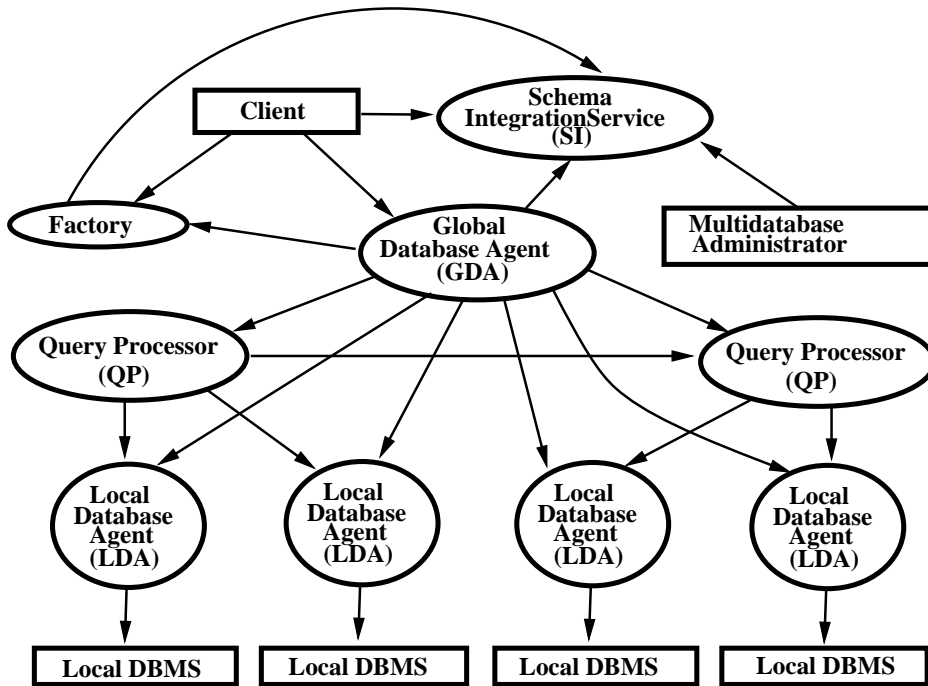 Client
Schema
IntegrationService
(SI)
Factory
Global
Database Agent
(GDA)
Multidatabase
Administrator
Query Processor
(QP)
Query Processor
(QP)
Local
Database
Agent
(LDA)
Local
Database
Agent
(LDA)
Local
Database
Agent
(LDA)
Local
Database
Agent
(LDA)
Local DBMS
Local DBMS
Local DBMS
Local DBMS